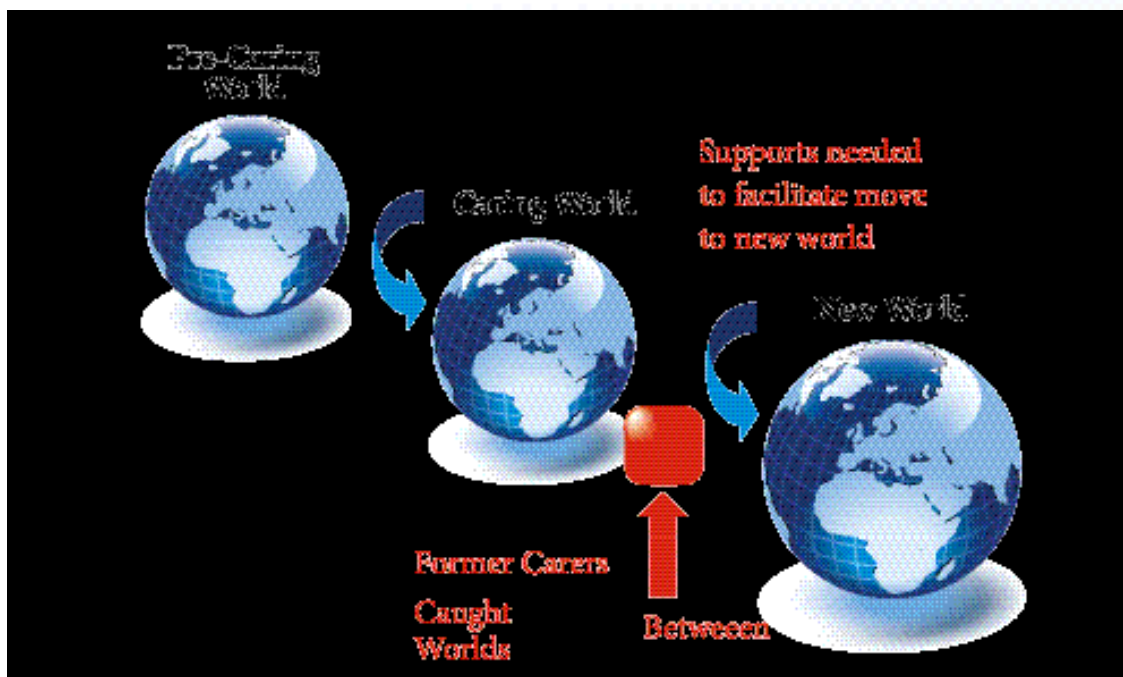 Pre-Caring
World
Supports needed
to facilitate move
to new world
Caring World
New World
Former Carers
Caught
Worlds
Betweeen